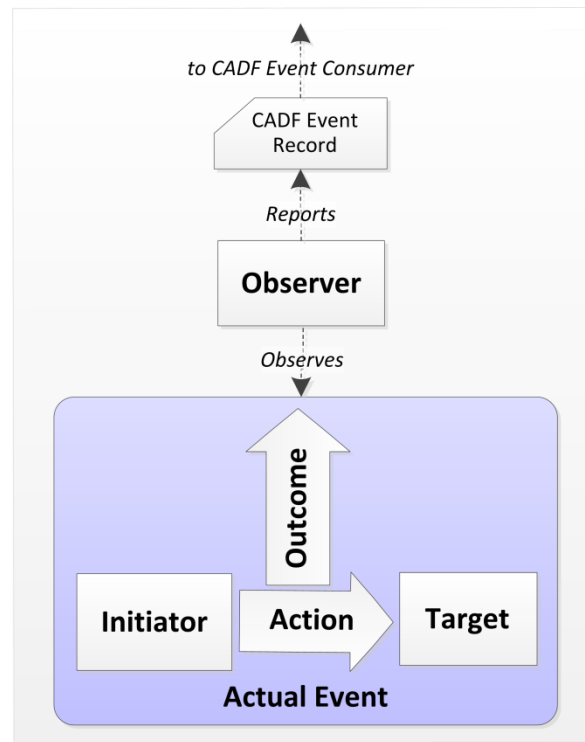 to CADF Event Consumer
CADF Event
Record
Reports
Observer
Observes
Outcome
Initiator
Action
Target
Actual Event